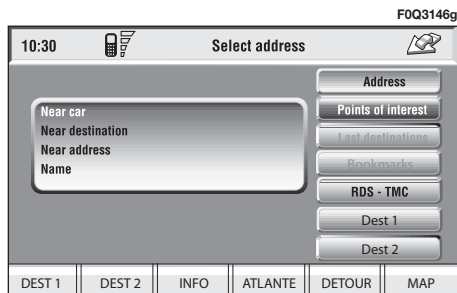 F0Q3146g
10:30 Select address
Address
Near car
Points of interest
Near destination
Last destinations
Near address
Bookmarks
Name
RDS - TMC
Dest 1
Dest 2
DEST 1 DEST 2 INFO ATLANTE DETOUR MAP